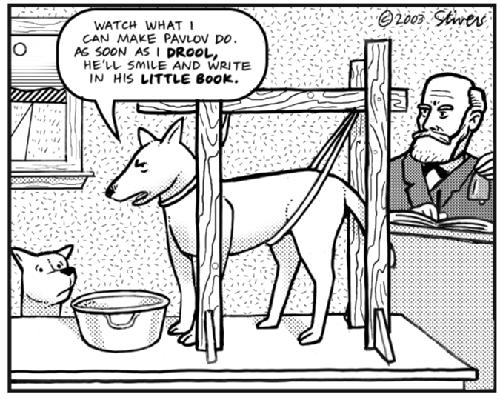 ©2003 Stivers
WATCH WHAT I
CAN MAKE PAVLOV DO.
AS SOON AS I DROOL,
HE'LL SMILE AND WRITE
IN HIS LITTLE BOOK.